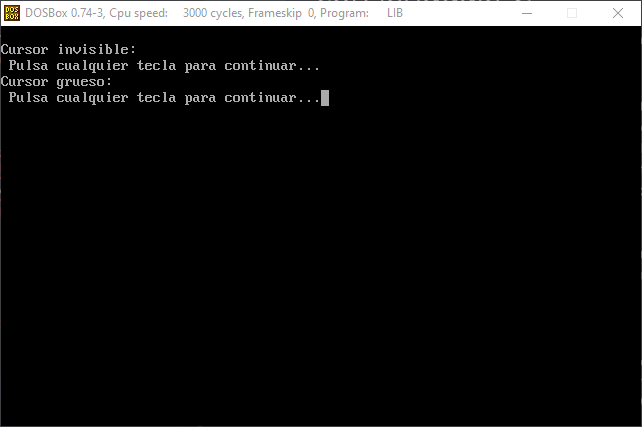 DOSBox 0.74-3, Cpu speed: 3000 cycles, Frameskip 0, Program: LIB
Cursor invisible:
Pulsa cualquier tecla para continuar...
Cursor grueso:
Pulsa cualquier tecla para continuar...